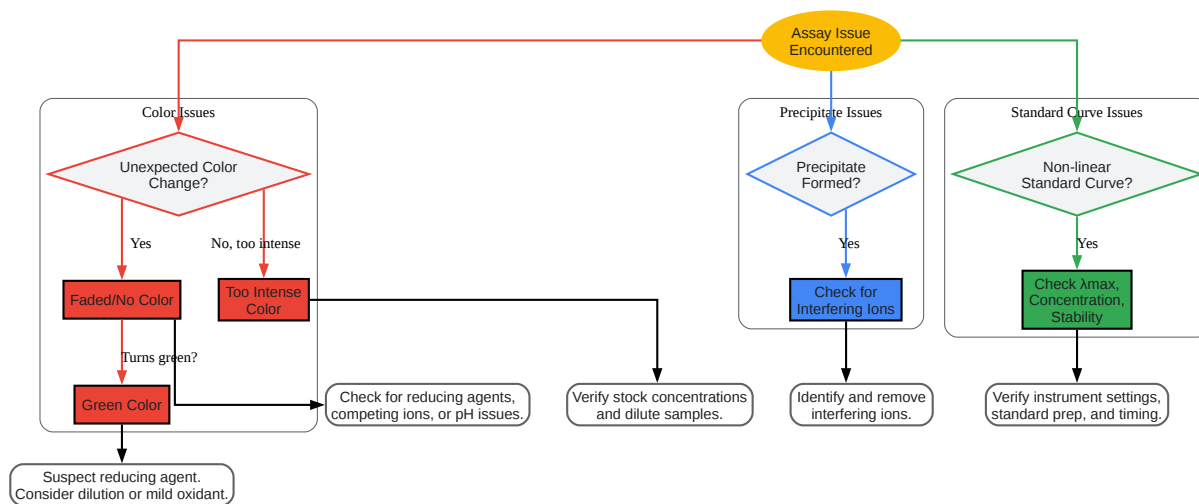 Assay Issue
Encountered
Color Issues
Precipitate Issues
Standard Curve Issues
Unexpected Color
Change?
Precipitate
Formed?
Non-linear
Standard Curve?
Yes
No, too intense
Yes
Yes
Faded/No Color
Too Intense
Color
Check for
Interfering Ions
Check λmax,
Concentration,
Stability
Turns green?
Green Color
Check for reducing agents,
competing ions, or pH issues.
Verify stock concentrations
and dilute samples.
Identify and remove
interfering ions.
Verify instrument settings,
standard prep, and timing.
Suspect reducing agent.
Consider dilution or mild oxidant.